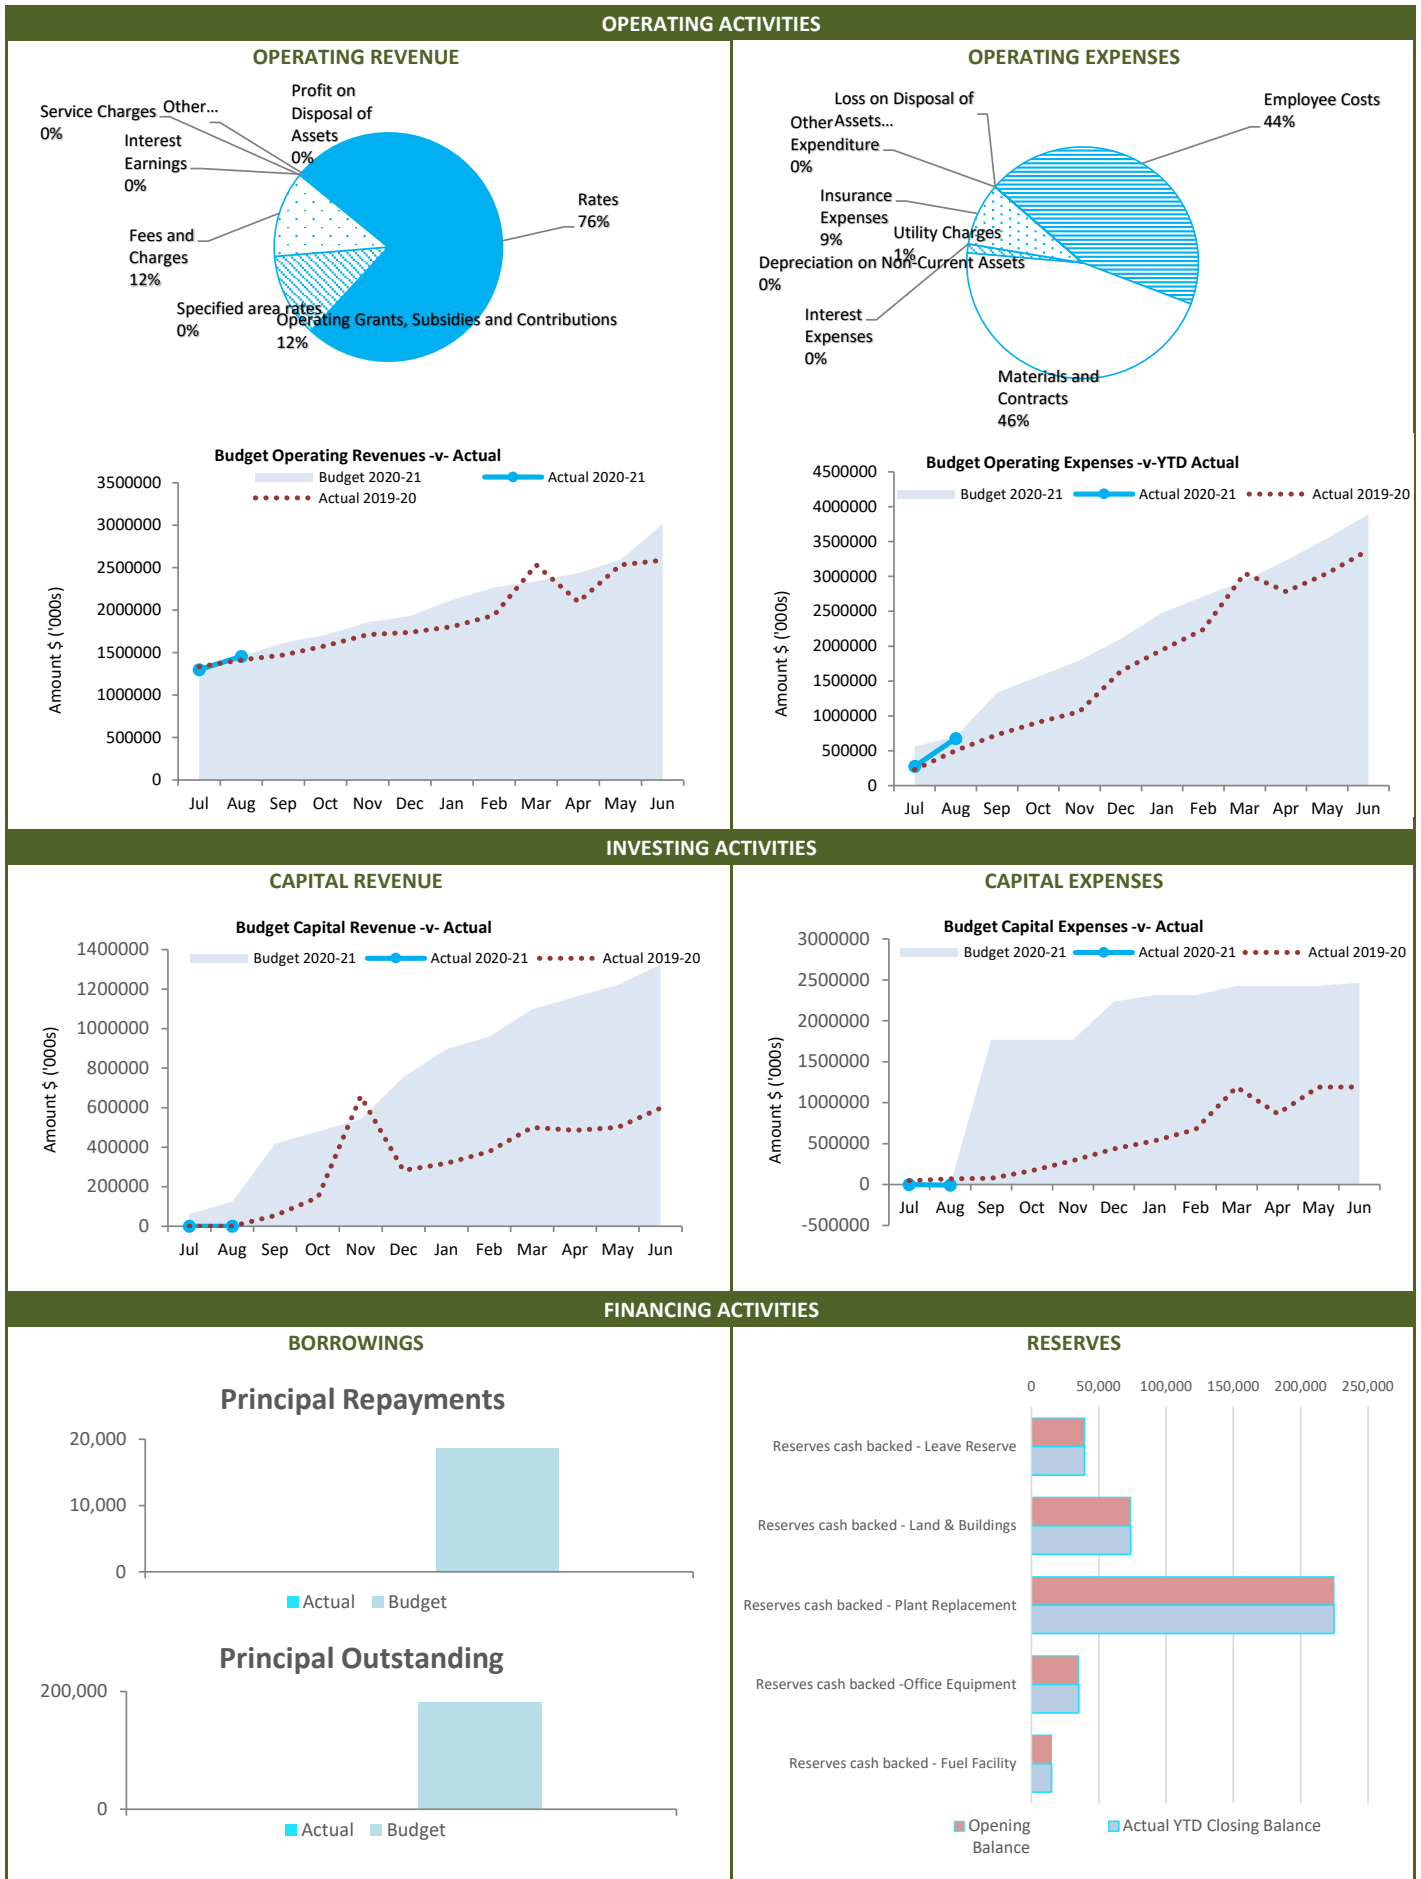 OPERATING ACTIVITIES
OPERATING REVENUE
Service Charges
0%
Other...
Profit on
Disposal of
Assets
0%
Interest
Earnings
0%
Rates
76%
Fees and
Charges
12%
Specified area rates
0%
Operating Grants, Subsidies and Contributions
12%
OPERATING EXPENSES
Loss on Disposal of
Assets...
Other
Expenditure
0%
Employee Costs
44%
Insurance
Expenses
9%
Utility Charges
1%
Depreciation on Non-Current Assets
0%
Interest
Expenses
0%
Materials and
Contracts
46%
Budget Operating Revenues -v- Actual
Budget 2020-21
Actual 2020-21
Actual 2019-20
Amount $ ('000s)
3500000
3000000
2500000
2000000
1500000
1000000
500000
0
Jul Aug Sep Oct Nov Dec Jan Feb Mar Apr May Jun
Budget Operating Expenses -v-YTD Actual
Budget 2020-21
Actual 2020-21
Actual 2019-20
Amount $ ('000s)
4500000
4000000
3500000
3000000
2500000
2000000
1500000
1000000
500000
0
Jul Aug Sep Oct Nov Dec Jan Feb Mar Apr May Jun
INVESTING ACTIVITIES
CAPITAL REVENUE
Budget Capital Revenue -v- Actual
Budget 2020-21
Actual 2020-21
Actual 2019-20
Amount $ ('000s)
1400000
1200000
1000000
800000
600000
400000
200000
0
Jul Aug Sep Oct Nov Dec Jan Feb Mar Apr May Jun
CAPITAL EXPENSES
Budget Capital Expenses -v- Actual
Budget 2020-21
Actual 2020-21
Actual 2019-20
Amount $ ('000s)
3000000
2500000
2000000
1500000
1000000
500000
0
-500000
Jul Aug Sep Oct Nov Dec Jan Feb Mar Apr May Jun
FINANCING ACTIVITIES
BORROWINGS
Principal Repayments
20,000
10,000
0
Actual Budget
Principal Outstanding
200,000
0
Actual Budget
RESERVES
0 50,000 100,000 150,000 200,000 250,000
Reserves cash backed - Leave Reserve
Reserves cash backed - Land & Buildings
Reserves cash backed - Plant Replacement
Reserves cash backed -Office Equipment
Reserves cash backed - Fuel Facility
Opening
Balance
Actual YTD Closing Balance